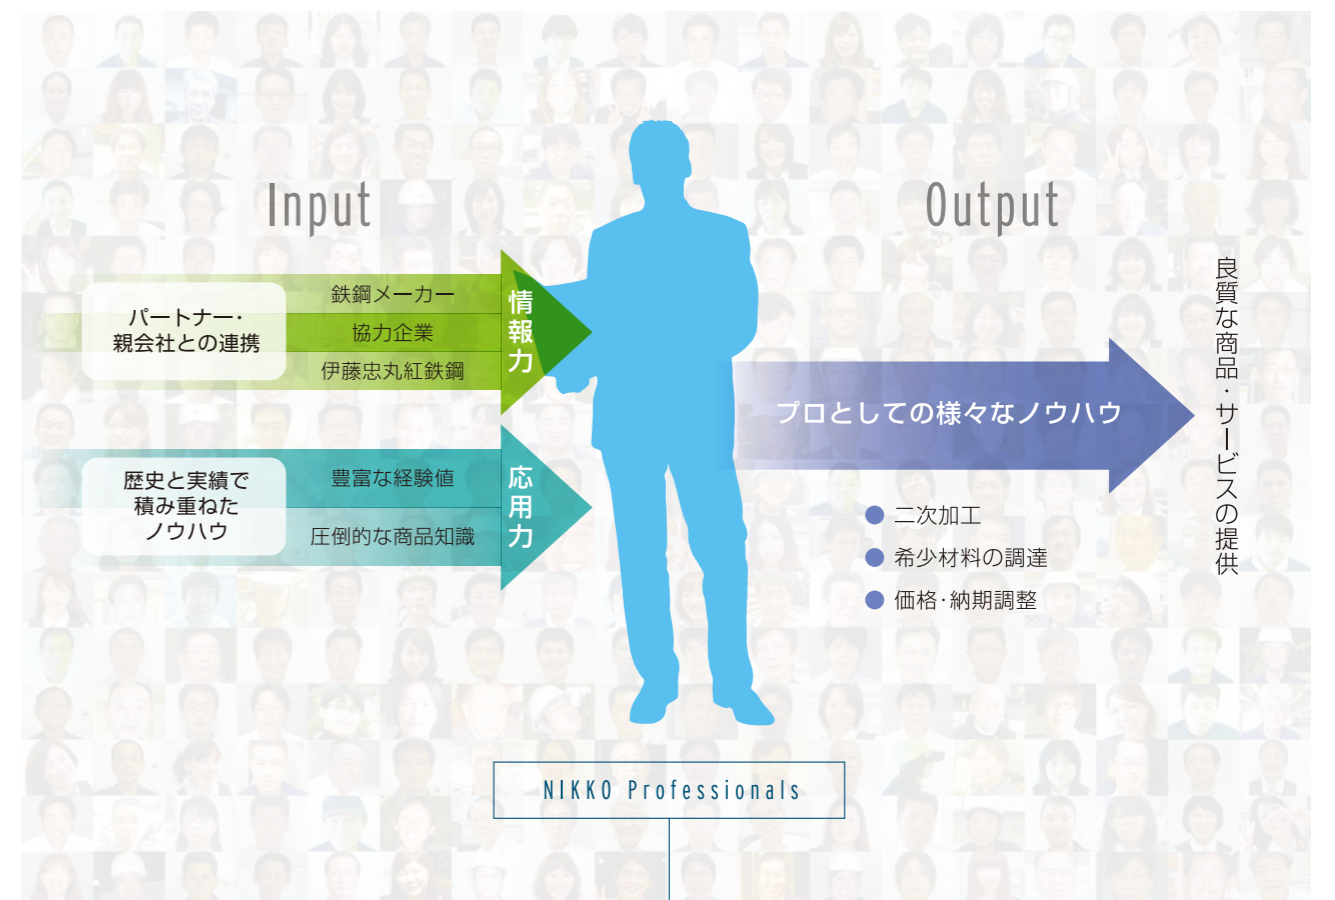 Input
パートナー・
親会社との連携
鉄鋼メーカー
協力企業
伊藤忠丸紅鉄鋼
情報力
歴史と実績で
積み重ねた
ノウハウ
豊富な経験値
圧倒的な商品知識
応用力
Output
プロとしての様々なノウハウ
● 二次加工
● 希少材料の調達
● 価格・納期調整
良質な商品・サービスの提供
NIKKO Professionals